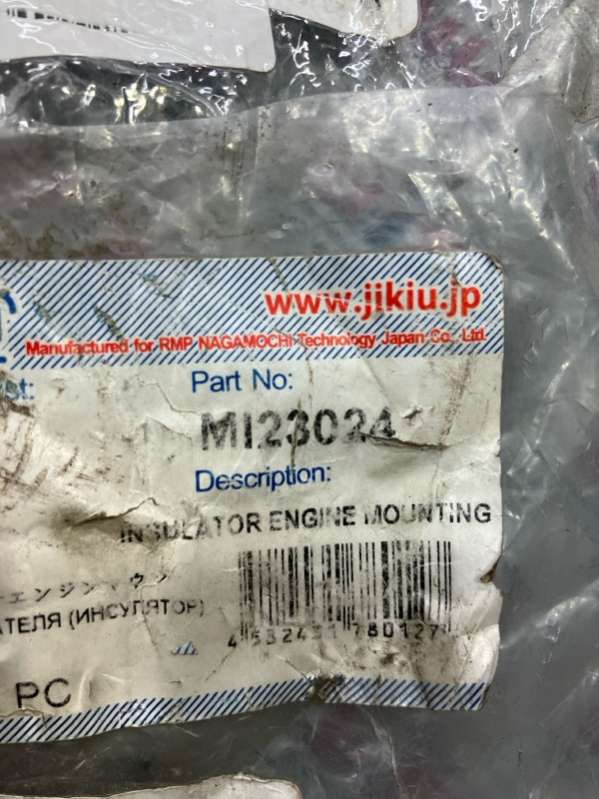 www.jikiu.jp
Manufactured for RMP NAGAMOCHI Technology Japan Co., Ltd.
Part No:
MI23024
Description:
INSULATOR ENGINE MOUNTING
エンジンマウン
АТЕЛЯ (ИНСУЛЯТОР)
PC